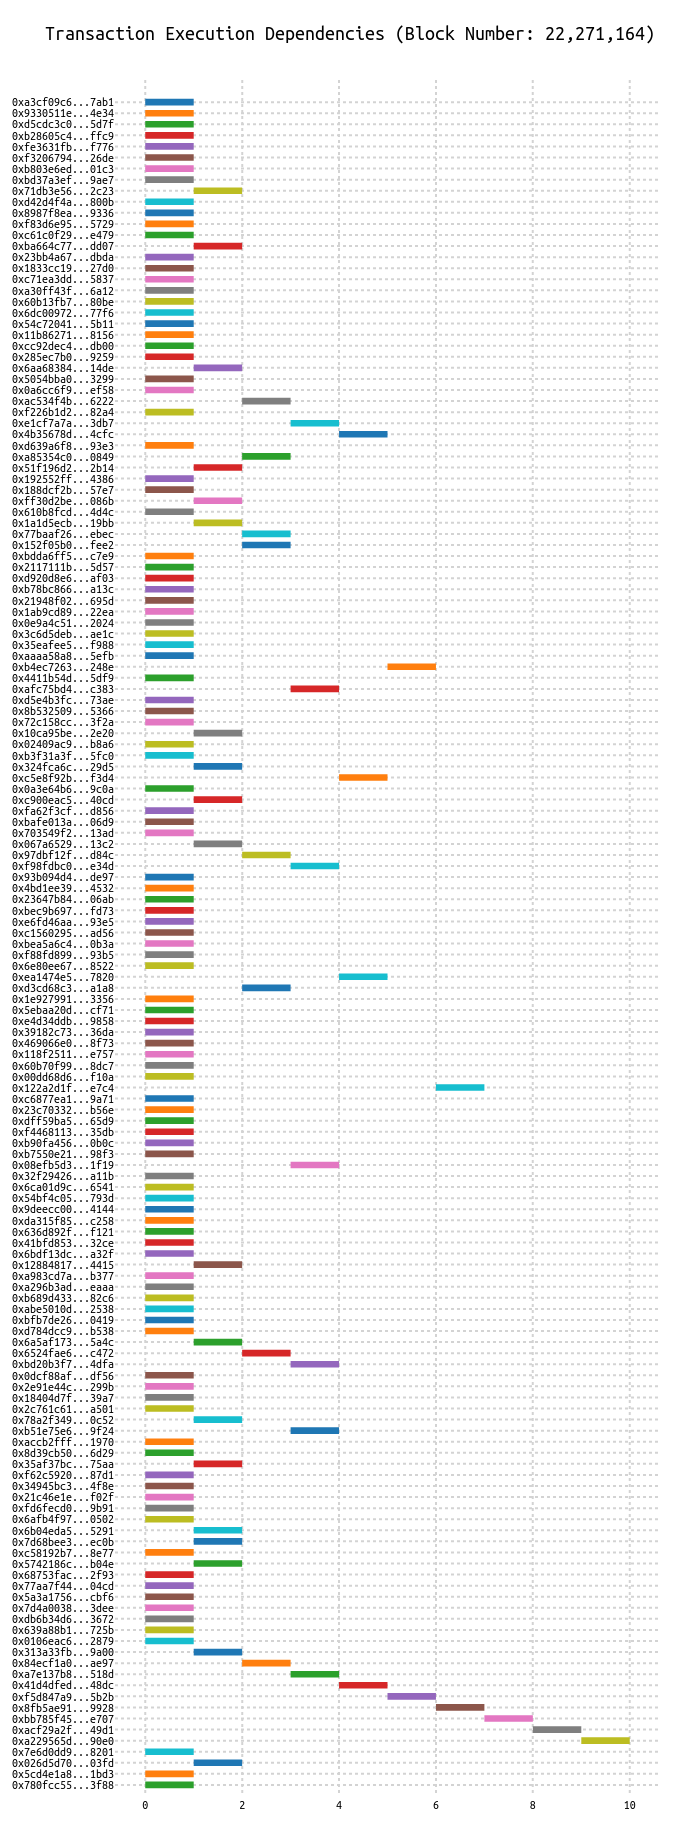 Transaction Execution Dependencies (Block Number: 22,271,164)
0xa3cf09c6...7ab1
0x9330511e...4e34
0xd5cdc3c0...5d7f
0xb28605c4...ffc9
0xfe3631fb...f776
0xf3206794...26de
0xb803e6ed...01c3
0xbd37a3ef...9ae7
0x71db3e56...2c23
0xd42d4f4a...800b
0x8987f8ea...9336
0xf83d6e95...5729
0xc61c0f29...e479
0xba664c77...dd07
0x23bb4a67...dbda
0x1833cc19...27d0
0xc71ea3dd...5837
0xa30ff43f...6a12
0x60b13fb7...80be
0x6dc00972...77f6
0x54c72041...5b11
0x11b86271...8156
0xcc92dec4...db00
0x285ec7b0...9259
0x6aa68384...14de
0x5054bba0...3299
0x0a6cc6f9...ef58
0xac534f4b...6222
0xf226b1d2...82a4
0xe1cf7a7a...3db7
0x4b35678d...4cfc
0xd639a6f8...93e3
0xa85354c0...0849
0x51f196d2...2b14
0x192552ff...4386
0x188dcf2b...57e7
0xff30d2be...086b
0x610b8fcd...4d4c
0x1a1d5ecb...19bb
0x77baaf26...ebec
0x152f05b0...fee2
0xbdda6ff5...c7e9
0x2117111b...5d57
0xd920d8e6...af03
0xb78bc866...a13c
0x21948f02...695d
0x1ab9cd89...22ea
0x0e9a4c51...2024
0x3c6d5deb...ae1c
0x35eafee5...f988
0xaaaa58a8...5efb
0xb4ec7263...248e
0x4411b54d...5df9
0xafc75bd4...c383
0xd5e4b3fc...73ae
0x8b532509...5366
0x72c158cc...3f2a
0x10ca95be...2e20
0x02409ac9...b8a6
0xb3f31a3f...5fc0
0x324fca6c...29d5
0xc5e8f92b...f3d4
0x0a3e64b6...9c0a
0xc900eac5...40cd
0xfa62f3cf...d856
0xbafe013a...06d9
0x703549f2...13ad
0x067a6529...13c2
0x97dbf12f...d84c
0xf98fdbc0...e34d
0x93b094d4...de97
0x4bd1ee39...4532
0x23647b84...06ab
0xbec9b697...fd73
0xe6fd46aa...93e5
0xc1560295...ad56
0xbea5a6c4...0b3a
0xf88fd899...93b5
0x6e80ee67...8522
0xea1474e5...7820
0xd3cd68c3...a1a8
0x1e927991...3356
0x5ebaa20d...cf71
0xe4d34ddb...9858
0x39182c73...36da
0x469066e0...8f73
0x118f2511...e757
0x60b70f99...8dc7
0x00dd68d6...f10a
0x122a2d1f...e7c4
0xc6877ea1...9a71
0x23c70332...b56e
0xdff59ba5...65d9
0xf4468113...35db
0xb90fa456...0b0c
0xb7550e21...98f3
0x08efb5d3...1f19
0x32f29426...a11b
0x6ca01d9c...6541
0x54bf4c05...793d
0x9deecc00...4144
0xda315f85...c258
0x636d892f...f121
0x41bfd853...32ce
0x6bdf13dc...a32f
0x12884817...4415
0xa983cd7a...b377
0xa296b3ad...eaaa
0xb689d433...82c6
0xabe5010d...2538
0xbfb7de26...0419
0xd784dcc9...b538
0x6a5af173...5a4c
0x6524fae6...c472
0xbd20b3f7...4dfa
0x0dcf88af...df56
0x2e91e44c...299b
0x18404d7f...39a7
0x2c761c61...a501
0x78a2f349...0c52
0xb51e75e6...9f24
0xaccb2fff...1970
0x8d39cb50...6d29
0x35af37bc...75aa
0xf62c5920...87d1
0x34945bc3...4f8e
0x21c46e1e...f02f
0xfd6fecd0...9b91
0x6afb4f97...0502
0x6b04eda5...5291
0x7d68bee3...ec0b
0xc58192b7...8e77
0x5742186c...b04e
0x68753fac...2f93
0x77aa7f44...04cd
0x5a3a1756...cbf6
0x7d4a0038...3dee
0xdb6b34d6...3672
0x639a88b1...725b
0x0106eac6...2879
0x313a33fb...9a00
0x84ecf1a0...ae97
0xa7e137b8...518d
0x41d4dfed...48dc
0xf5d847a9...5b2b
0x8fb5ae91...9928
0xbb785f45...e707
0xacf29a2f...49d1
0xa229565d...90e0
0x7e6d0dd9...8201
0x026d5d70...03fd
0x5cd4e1a8...1bd3
0x780fcc55...3f88
0 2 4 6 8 10